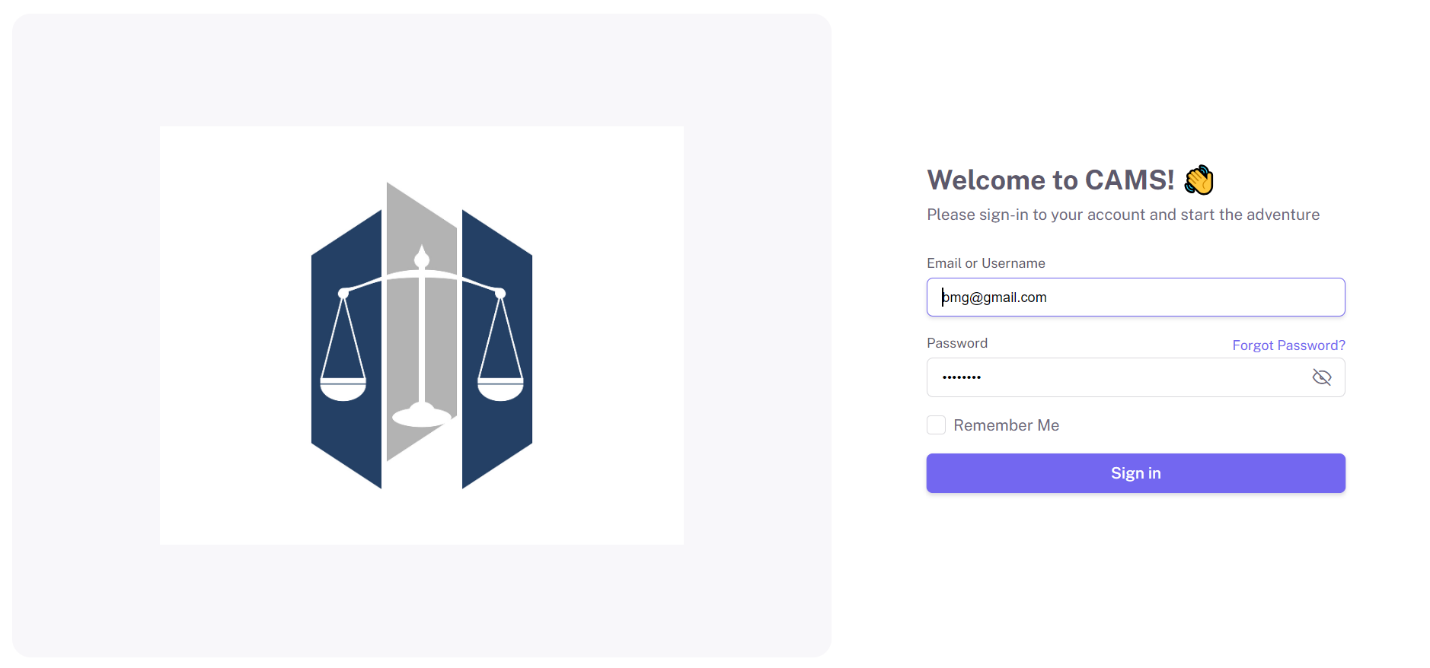 Welcome to CAMS! 👋
Please sign-in to your account and start the adventure
Email or Username
bmg@gmail.com
Password
Forgot Password?
••••••••
Remember Me
Sign in